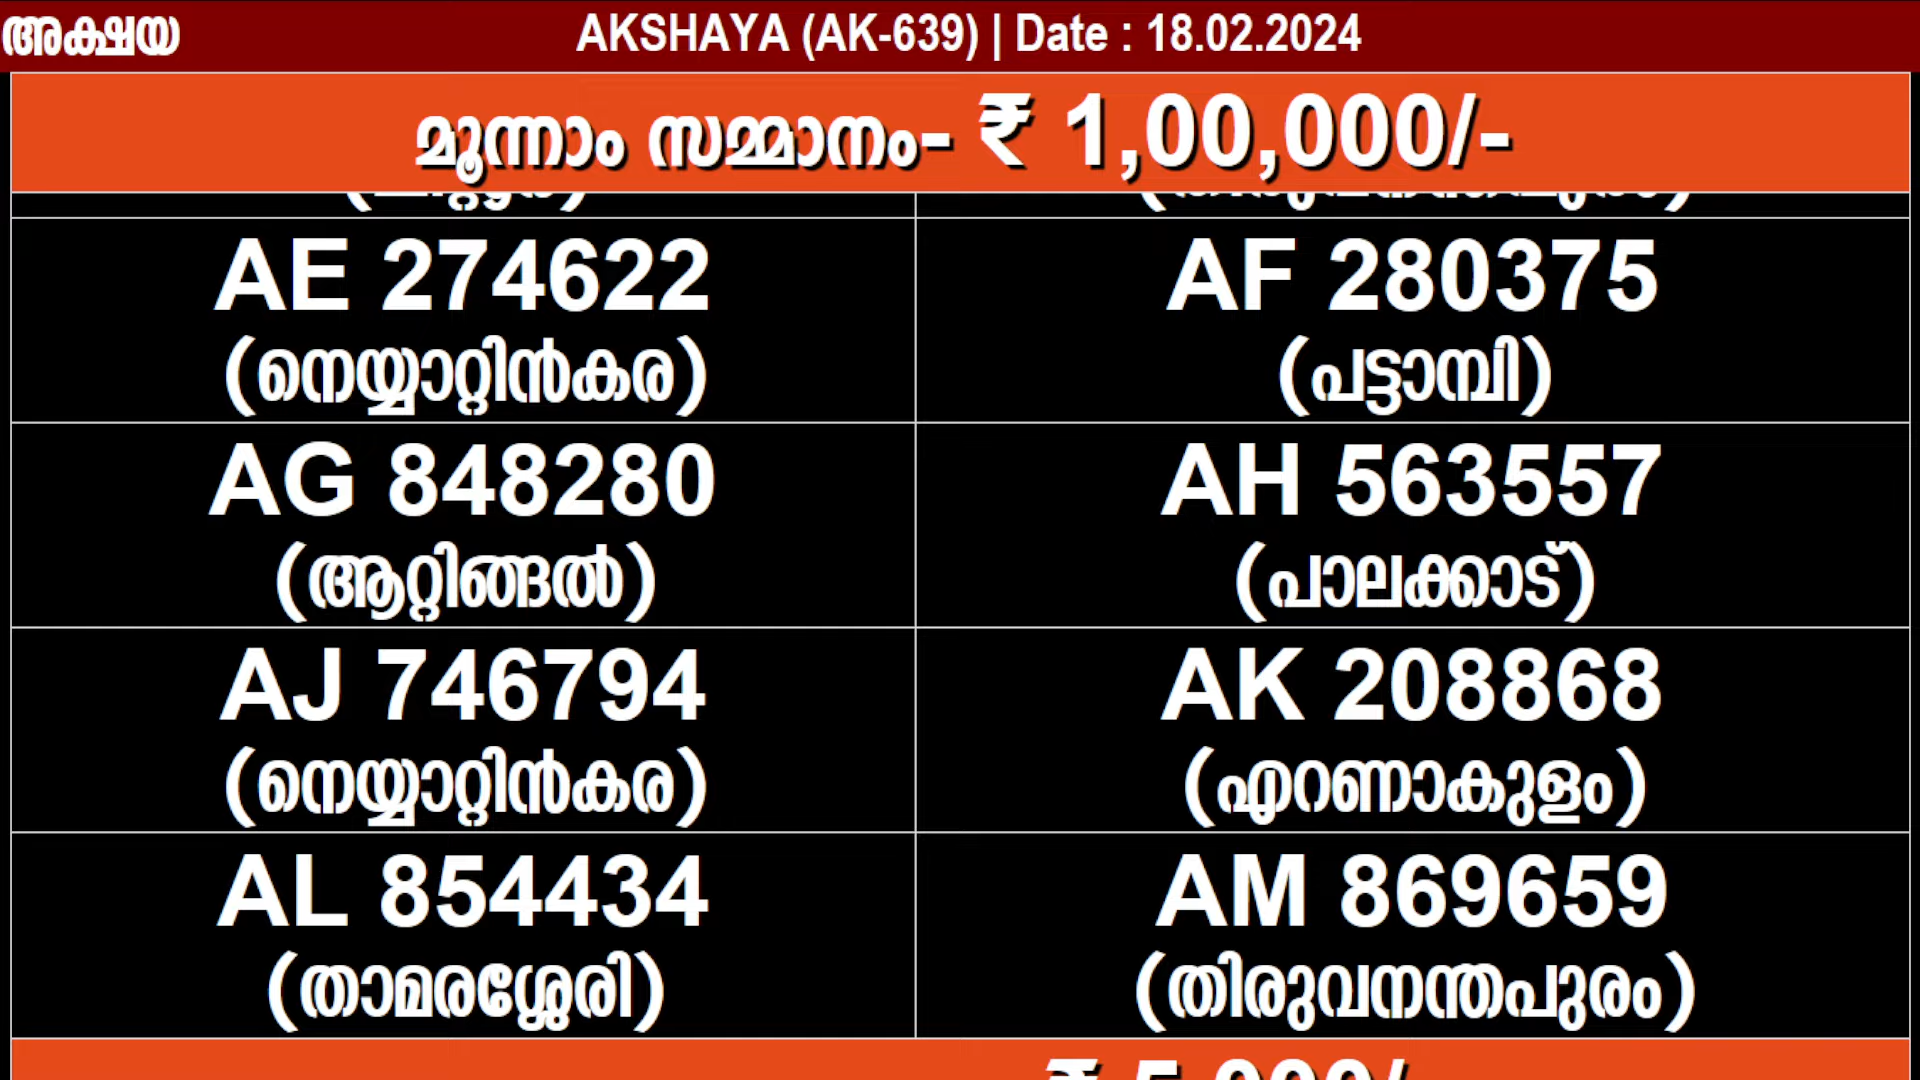 അക്ഷയ
AKSHAYA (AK-639) | Date : 18.02.2024
മൂന്നാം സമ്മാനം- ₹ 1,00,000/-
AE 274622
(നെയ്യാറ്റിൻകര)
AF 280375
(പട്ടാമ്പി)
AG 848280
(ആറ്റിങ്ങൽ)
AH 563557
(പാലക്കാട്)
AJ 746794
(നെയ്യാറ്റിൻകര)
AK 208868
(എറണാകുളം)
AL 854434
(താമരശ്ശേരി)
AM 869659
(തിരുവനന്തപുരം)